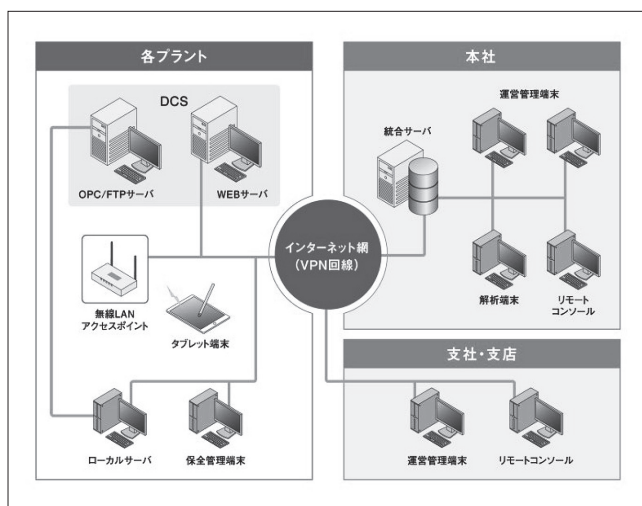 各プラント
DCS
OPC/FTPサーバ
WEBサーバ
無線LAN
アクセスポイント
タブレット端末
ローカルサーバ
保全管理端末
インターネット網
（VPN回線）
本社
運営管理端末
統合サーバ
解析端末
リモート
コンソール
支社・支店
運営管理端末
リモートコンソール